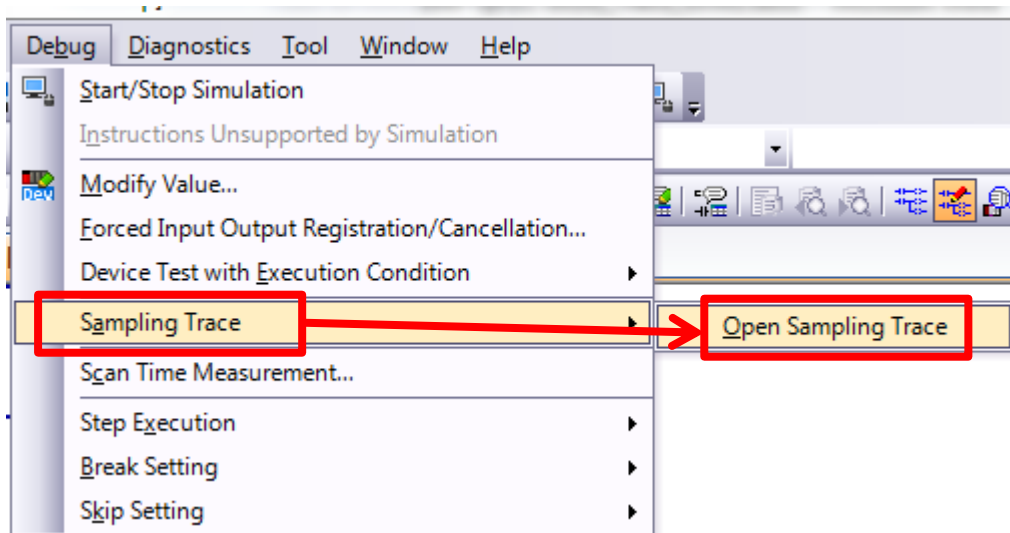 Debug Diagnostics Tool Window Help
Start/Stop Simulation
Instructions Unsupported by Simulation
Dev
Modify Value...
Forced Input Output Registration/Cancellation...
Device Test with Execution Condition
Sampling Trace
Open Sampling Trace
Scan Time Measurement...
Step Execution
Break Setting
Skip Setting